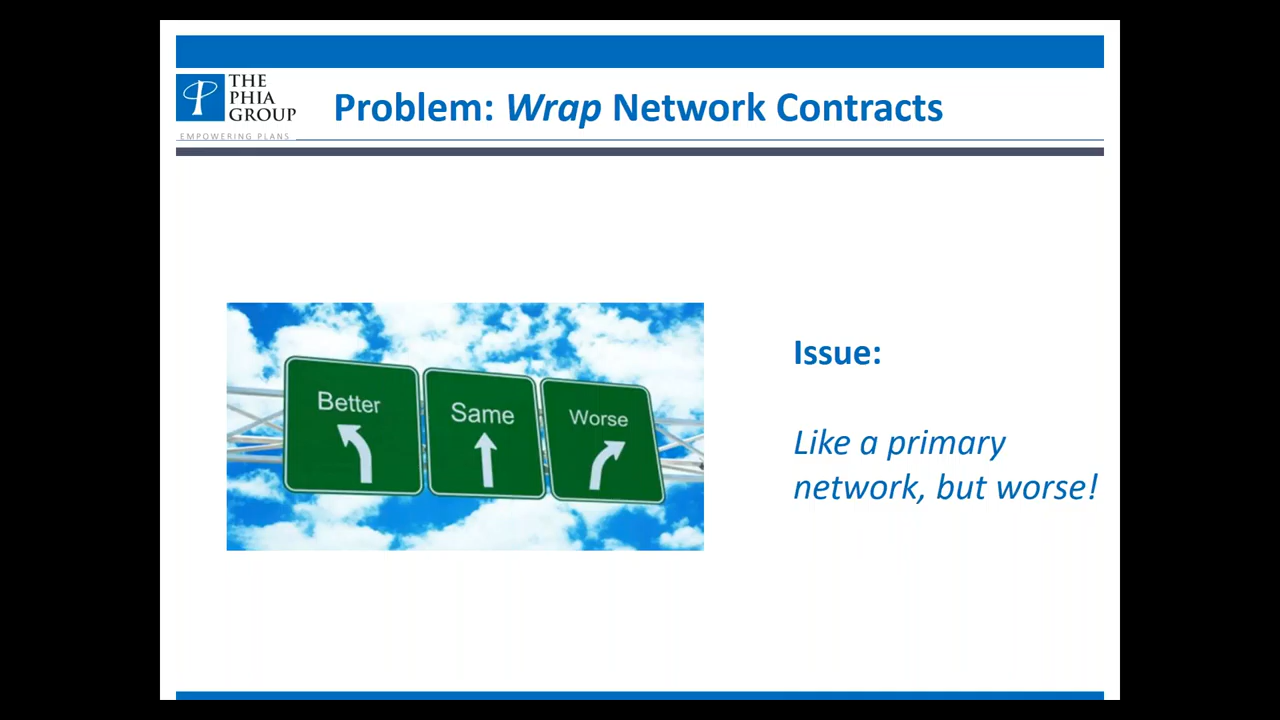 THE
PHIA
GROUP
EMPOWERING PLANS
Problem: Wrap Network Contracts
Better
Same
Worse
Issue:
Like a primary
network, but worse!